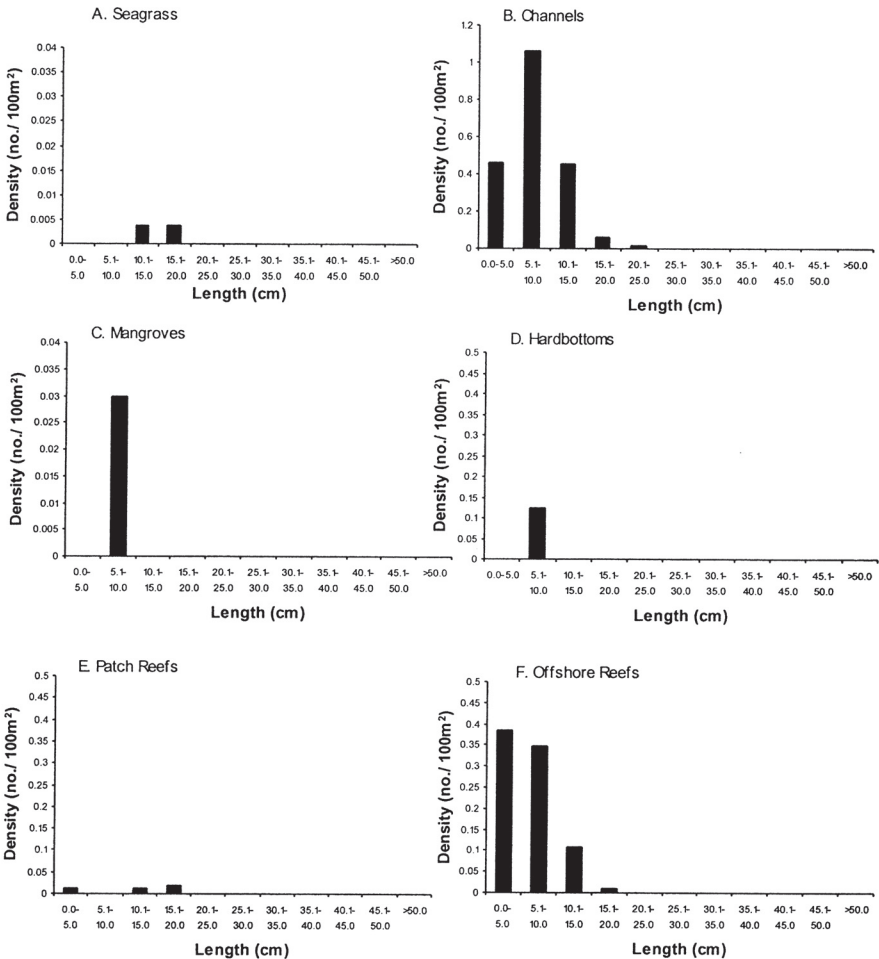 A. Seagrass
Density (no./ 100m²)
0.04
0.035
0.03
0.025
0.02
0.015
0.01
0.005
0
0.0- 5.1- 10.1- 15.1- 20.1- 25.1- 30.1- 35.1- 40.1- 45.1- >50.0
5.0 10.0 15.0 20.0 25.0 30.0 35.0 40.0 45.0 50.0
Length (cm)
B. Channels
Density (no./ 100m²)
1.2
1
0.8
0.6
0.4
0.2
0
0.0-5.0 5.1- 10.1- 15.1- 20.1- 25.1- 30.1- 35.1- 40.1- 45.1- >50.0
10.0 15.0 20.0 25.0 30.0 35.0 40.0 45.0 50.0
Length (cm)
C. Mangroves
Density (no./ 100m²)
0.04
0.035
0.03
0.025
0.02
0.015
0.01
0.005
0
0.0- 5.1- 10.1- 15.1- 20.1- 25.1- 30.1- 35.1- 40.1- 45.1- >50.0
5.0 10.0 15.0 20.0 25.0 30.0 35.0 40.0 45.0 50.0
Length (cm)
D. Hardbottoms
Density (no./ 100m²)
0.5
0.45
0.4
0.35
0.3
0.25
0.2
0.15
0.1
0.05
0
0.0-5.0 5.1- 10.1- 15.1- 20.1- 25.1- 30.1- 35.1- 40.1- 45.1- >50.0
10.0 15.0 20.0 25.0 30.0 35.0 40.0 45.0 50.0
Length (cm)
E. Patch Reefs
Density (no./ 100m²)
0.5
0.45
0.4
0.35
0.3
0.25
0.2
0.15
0.1
0.05
0
0.0- 5.1- 10.1- 15.1- 20.1- 25.1- 30.1- 35.1- 40.1- 45.1- >50.0
5.0 10.0 15.0 20.0 25.0 30.0 35.0 40.0 45.0 50.0
Length (cm)
F. Offshore Reefs
Density (no./ 100m²)
0.5
0.45
0.4
0.35
0.3
0.25
0.2
0.15
0.1
0.05
0
0.0- 5.1- 10.1- 15.1- 20.1- 25.1- 30.1- 35.1- 40.1- 45.1- >50.0
5.0 10.0 15.0 20.0 25.0 30.0 35.0 40.0 45.0 50.0
Length (cm)